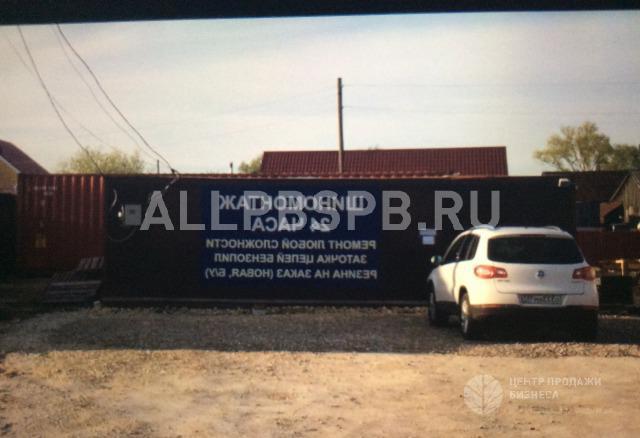 ШИНОМОНТАЖ
24 ЧАСА
РЕМОНТ ЛЮБОЙ СЛОЖНОСТИ
ЗАТОЧКА ЦЕПЕЙ БЕНЗОПИЛ
РЕЗИНА НА ЗАКАЗ (НОВАЯ, Б/У)
ALLPBSPB.RU
ЦЕНТР ПРОДАЖИ
БИЗНЕСА